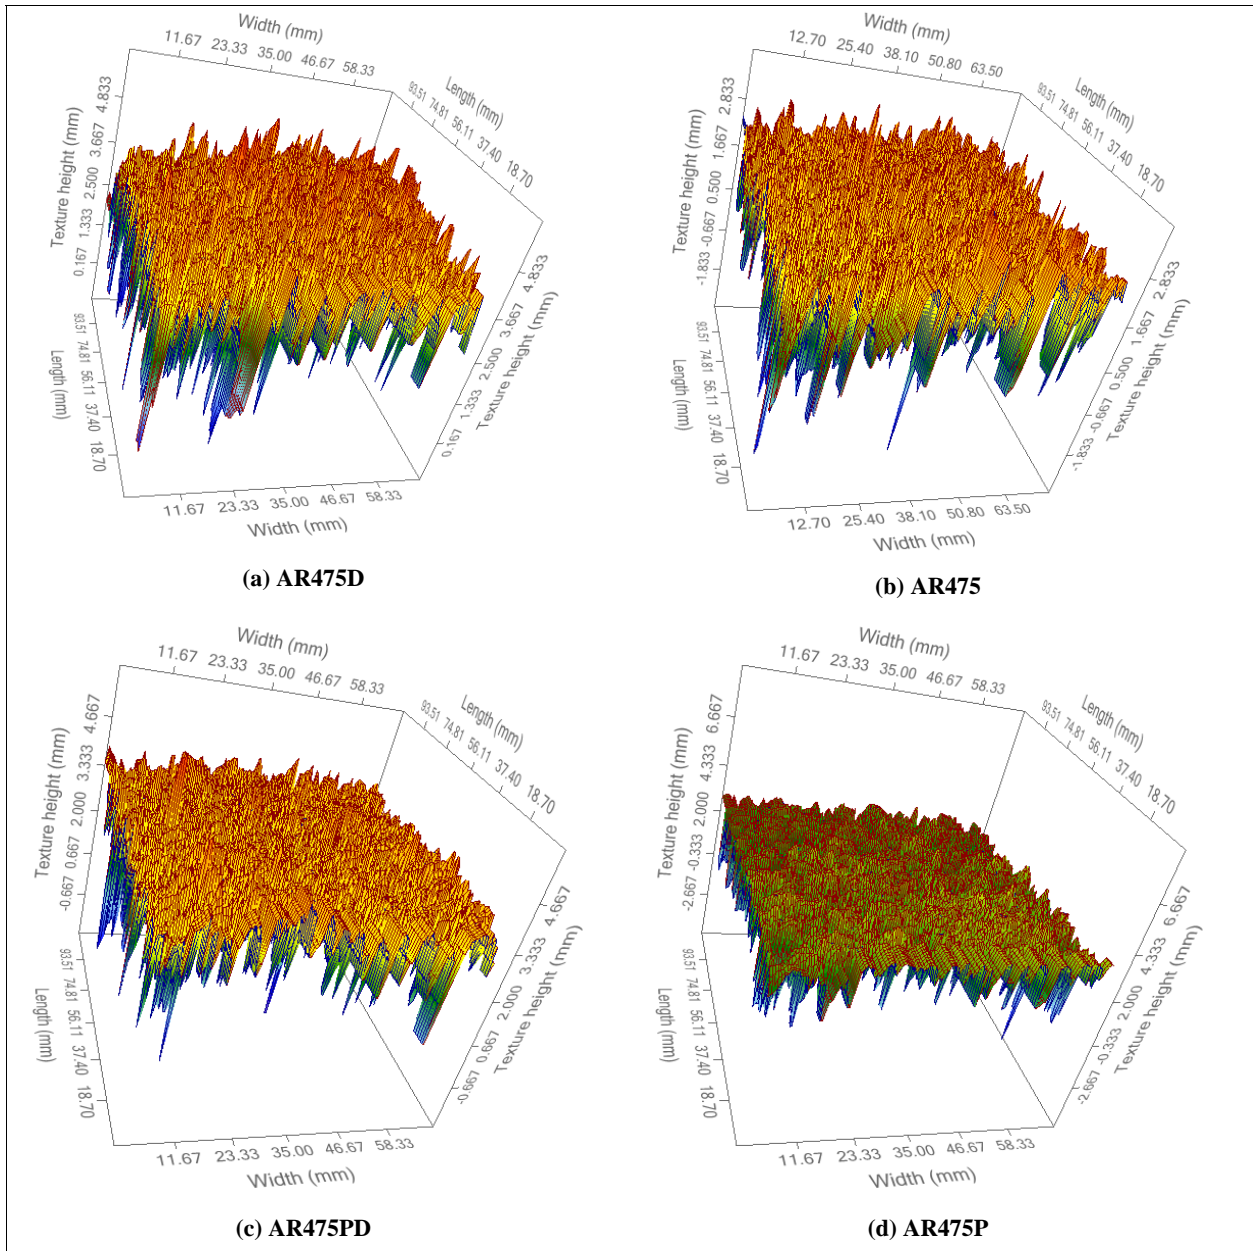 Width (mm)
11.67 23.33 35.00 46.67 58.33
Length (mm)
93.51 74.81 56.11 37.40 18.70
Texture height (mm)
4.833
3.667
2.500
1.333
0.167
4.833
3.667
2.500
1.333
0.167
Texture height (mm)
93.51
74.81
56.11
37.40
18.70
Length (mm)
11.67 23.33 35.00 46.67 58.33
Width (mm)
(a) AR475D
Width (mm)
12.70 25.40 38.10 50.80 63.50
Length (mm)
93.51 74.81 56.11 37.40 18.70
Texture height (mm)
2.833
1.667
0.500
-0.667
-1.833
2.833
1.667
0.500
-0.667
-1.833
Texture height (mm)
93.51
74.81
56.11
37.40
18.70
Length (mm)
12.70 25.40 38.10 50.80 63.50
Width (mm)
(b) AR475
Width (mm)
11.67 23.33 35.00 46.67 58.33
Length (mm)
93.51 74.81 56.11 37.40 18.70
Texture height (mm)
4.667
3.333
2.000
0.667
-0.667
4.667
3.333
2.000
0.667
-0.667
Texture height (mm)
93.51
74.81
56.11
37.40
18.70
Length (mm)
11.67 23.33 35.00 46.67 58.33
Width (mm)
(c) AR475PD
Width (mm)
11.67 23.33 35.00 46.67 58.33
Length (mm)
93.51 74.81 56.11 37.40 18.70
Texture height (mm)
6.667
4.333
2.000
-0.333
-2.667
6.667
4.333
2.000
-0.333
-2.667
Texture height (mm)
93.51
74.81
56.11
37.40
18.70
Length (mm)
11.67 23.33 35.00 46.67 58.33
Width (mm)
(d) AR475P